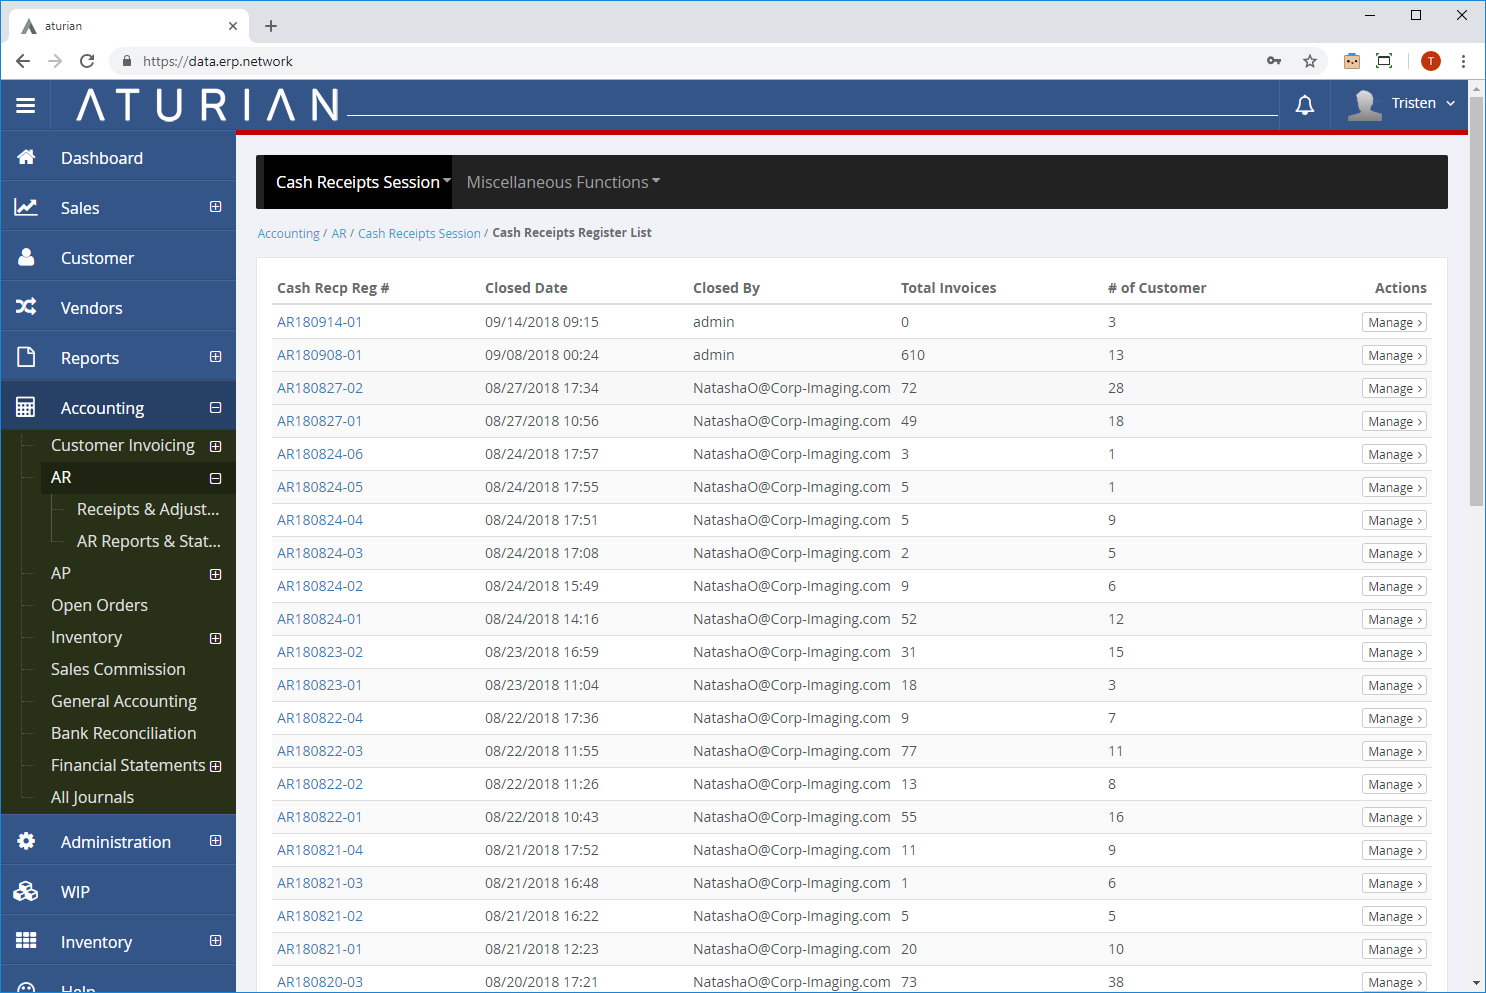 aturian
https://data.erp.network
T
ATURIAN
Tristen
Dashboard
Sales
Customer
Vendors
Reports
Accounting
Customer Invoicing
AR
Receipts & Adjust...
AR Reports & Stat...
AP
Open Orders
Inventory
Sales Commission
General Accounting
Bank Reconciliation
Financial Statements
All Journals
Administration
WIP
Inventory
Help
Cash Receipts Session Miscellaneous Functions
Accounting / AR / Cash Receipts Session / Cash Receipts Register List
Cash Recp Reg # Closed Date Closed By Total Invoices # of Customer Actions
AR180914-01 09/14/2018 09:15 admin 0 3 Manage
AR180908-01 09/08/2018 00:24 admin 610 13 Manage
AR180827-02 08/27/2018 17:34 NatashaO@Corp-Imaging.com 72 28 Manage
AR180827-01 08/27/2018 10:56 NatashaO@Corp-Imaging.com 49 18 Manage
AR180824-06 08/24/2018 17:57 NatashaO@Corp-Imaging.com 3 1 Manage
AR180824-05 08/24/2018 17:55 NatashaO@Corp-Imaging.com 5 1 Manage
AR180824-04 08/24/2018 17:51 NatashaO@Corp-Imaging.com 5 9 Manage
AR180824-03 08/24/2018 17:08 NatashaO@Corp-Imaging.com 2 5 Manage
AR180824-02 08/24/2018 15:49 NatashaO@Corp-Imaging.com 9 6 Manage
AR180824-01 08/24/2018 14:16 NatashaO@Corp-Imaging.com 52 12 Manage
AR180823-02 08/23/2018 16:59 NatashaO@Corp-Imaging.com 31 15 Manage
AR180823-01 08/23/2018 11:04 NatashaO@Corp-Imaging.com 18 3 Manage
AR180822-04 08/22/2018 17:36 NatashaO@Corp-Imaging.com 9 7 Manage
AR180822-03 08/22/2018 11:55 NatashaO@Corp-Imaging.com 77 11 Manage
AR180822-02 08/22/2018 11:26 NatashaO@Corp-Imaging.com 13 8 Manage
AR180822-01 08/22/2018 10:43 NatashaO@Corp-Imaging.com 55 16 Manage
AR180821-04 08/21/2018 17:52 NatashaO@Corp-Imaging.com 11 9 Manage
AR180821-03 08/21/2018 16:48 NatashaO@Corp-Imaging.com 1 6 Manage
AR180821-02 08/21/2018 16:22 NatashaO@Corp-Imaging.com 5 5 Manage
AR180821-01 08/21/2018 12:23 NatashaO@Corp-Imaging.com 20 10 Manage
AR180820-03 08/20/2018 17:21 NatashaO@Corp-Imaging.com 73 38 Manage